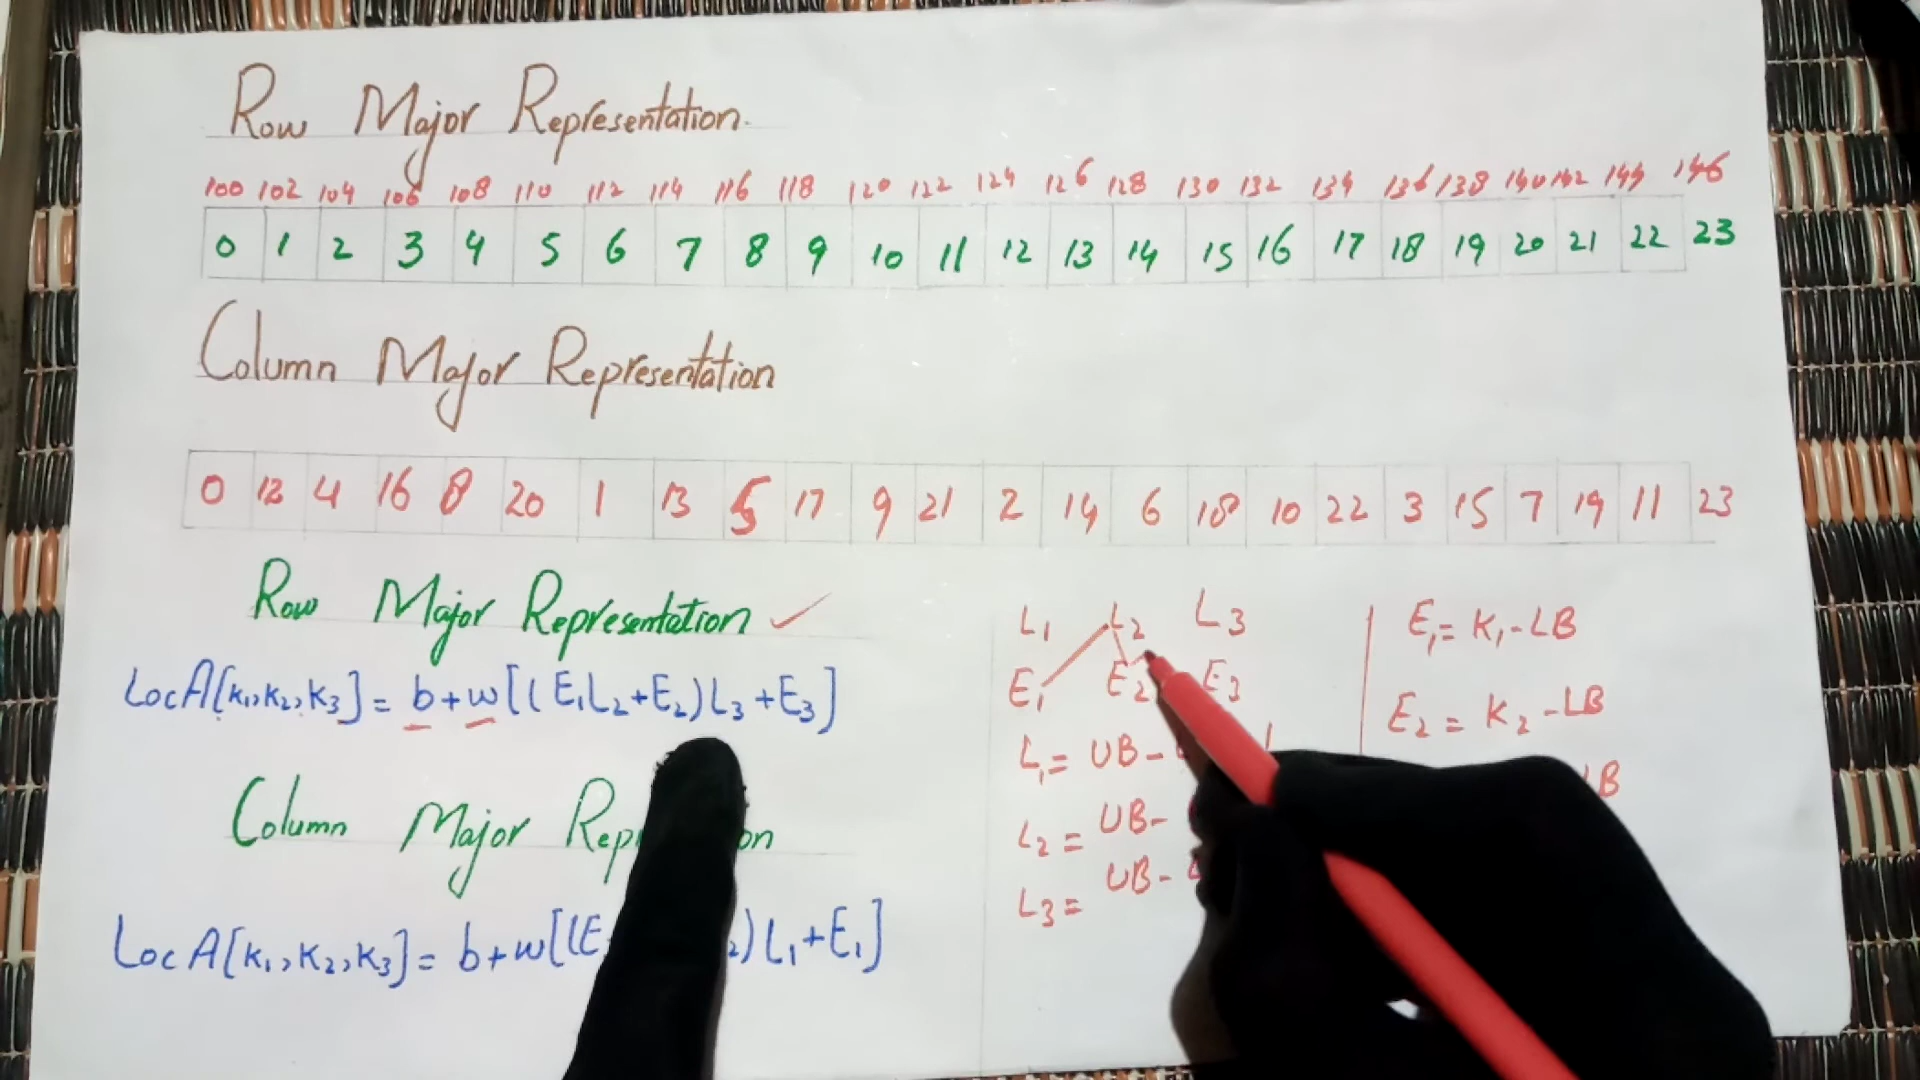 Row Major Representation.
100 102 104 106 108 110 112 114 116 118 120 122 124 126 128 130 132 134 136 138 140 142 144 146
0 1 2 3 4 5 6 7 8 9 10 11 12 13 14 15 16 17 18 19 20 21 22 23
Column Major Representation
0 12 4 16 8 20 1 13 5 17 9 21 2 14 6 18 10 22 3 15 7 19 11 23
Row Major Representation ✓
LocA[K1,K2,K3] = b+w[(E1L2+E2)L3+E3]
Column Major Rep on
LocA[K1,K2,K3] = b+w[(E 2)L1+E1]
L1 L2 L3
E1 E2 E3
L1 = UB-
L2 = UB-
L3 = UB-
E1 = K1-LB
E2 = K2-LB
B